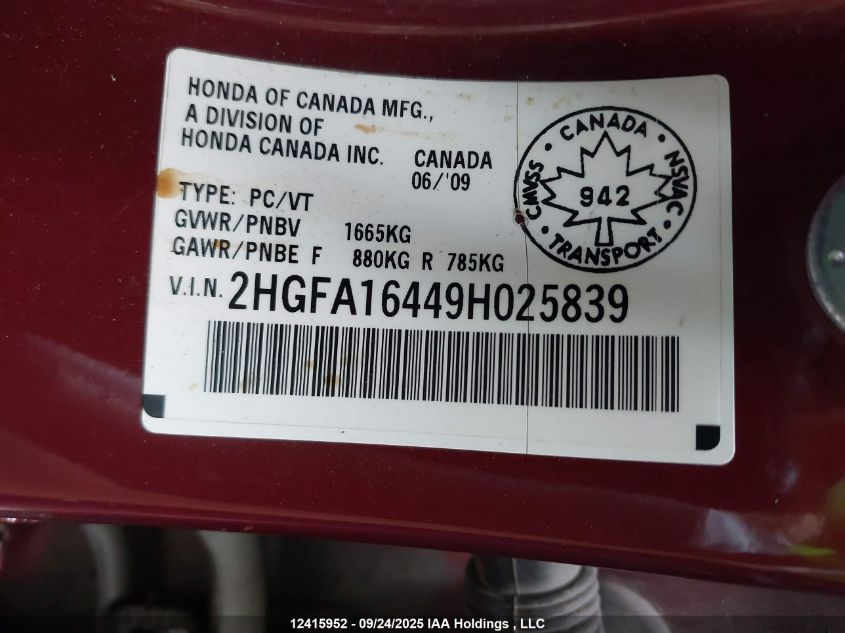 HONDA OF CANADA MFG.,
A DIVISION OF
HONDA CANADA INC. CANADA
06/'09
TYPE: PC/VT
GVWR/PNBV 1665KG
GAWR/PNBE F 880KG R 785KG
V.I.N. 2HGFA16449H025839
CANADA
CMVSS
942
NSVAC
TRANSPORT
12415952 - 09/24/2025 IAA Holdings , LLC